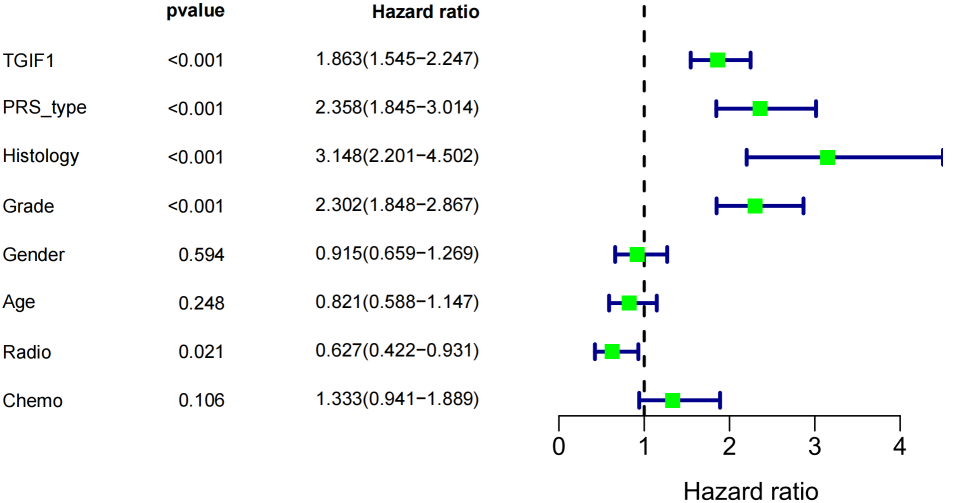 pvalue Hazard ratio
TGIF1 <0.001 1.863(1.545−2.247)
PRS_type <0.001 2.358(1.845−3.014)
Histology <0.001 3.148(2.201−4.502)
Grade <0.001 2.302(1.848−2.867)
Gender 0.594 0.915(0.659−1.269)
Age 0.248 0.821(0.588−1.147)
Radio 0.021 0.627(0.422−0.931)
Chemo 0.106 1.333(0.941−1.889)
0 1 2 3 4
Hazard ratio